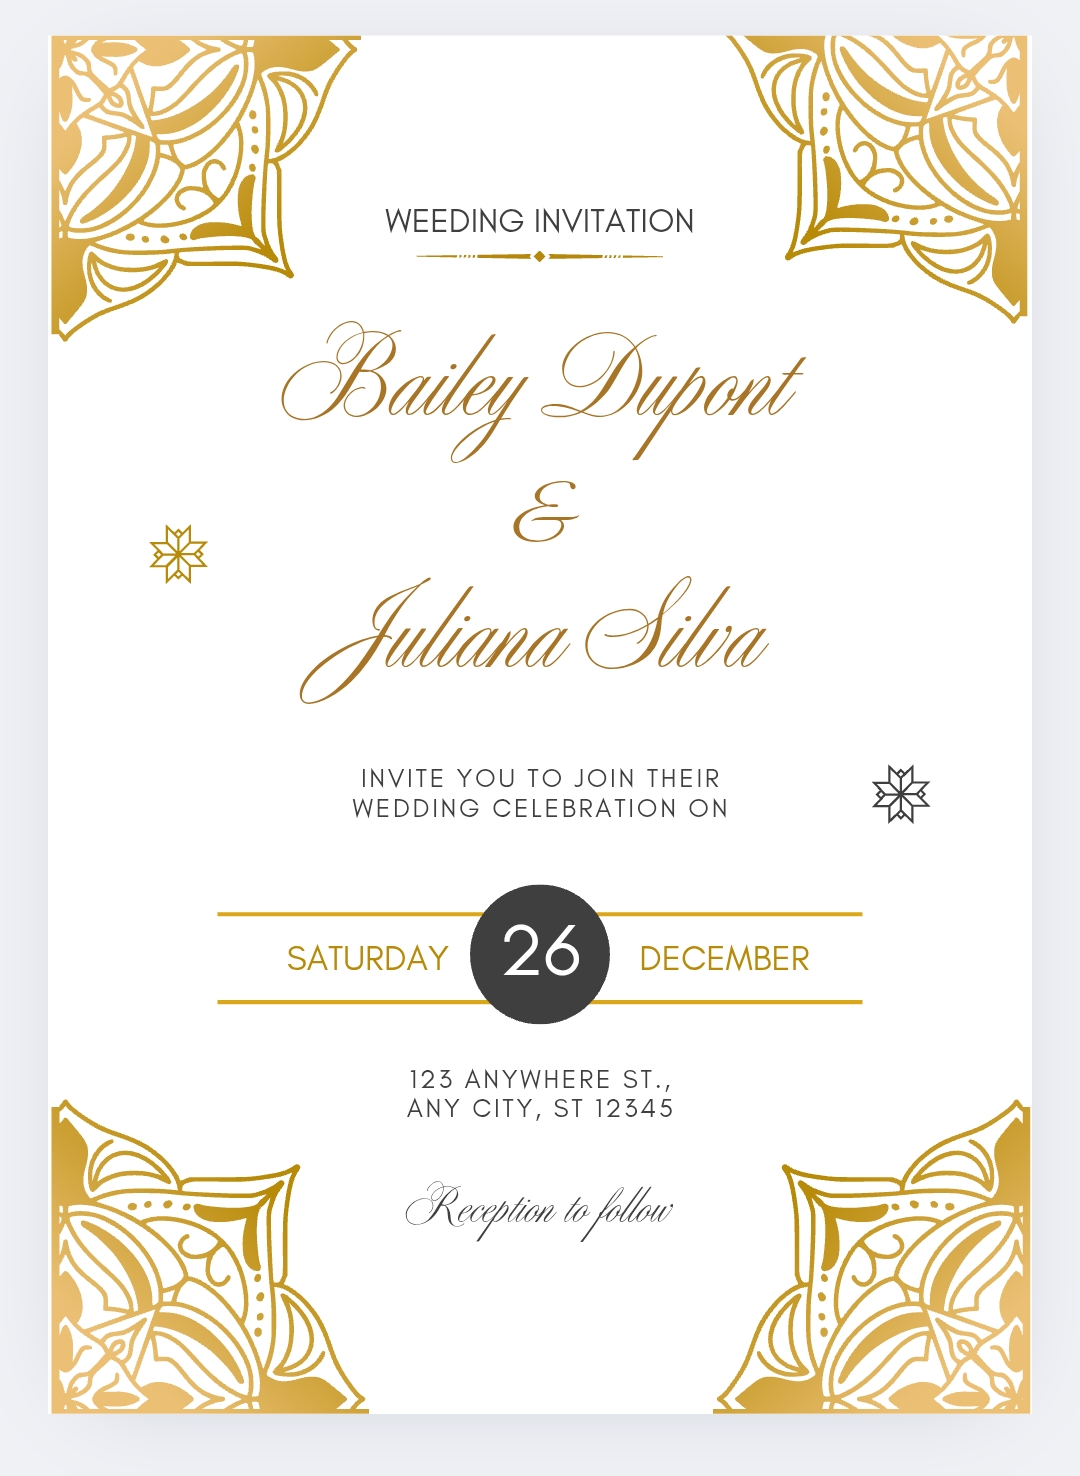 WEEDING INVITATION
Bailey Dupont
&
Juliana Silva
INVITE YOU TO JOIN THEIR
WEDDING CELEBRATION ON
SATURDAY 26 DECEMBER
123 ANYWHERE ST.,
ANY CITY, ST 12345
Reception to follow